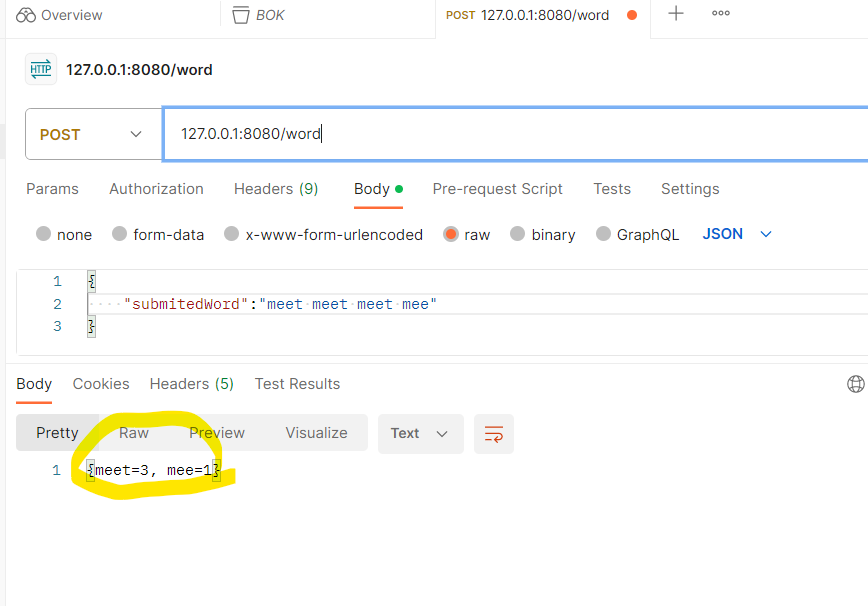 Overview BOK POST 127.0.0.1:8080/word
HTTP 127.0.0.1:8080/word
POST 127.0.0.1:8080/word
Params Authorization Headers (9) Body Pre-request Script Tests Settings
none form-data x-www-form-urlencoded raw binary GraphQL JSON
1 {
2 "submitedWord":"meet meet meet mee"
3 }
Body Cookies Headers (5) Test Results
Pretty Raw Preview Visualize Text
1 {meet=3, mee=1}